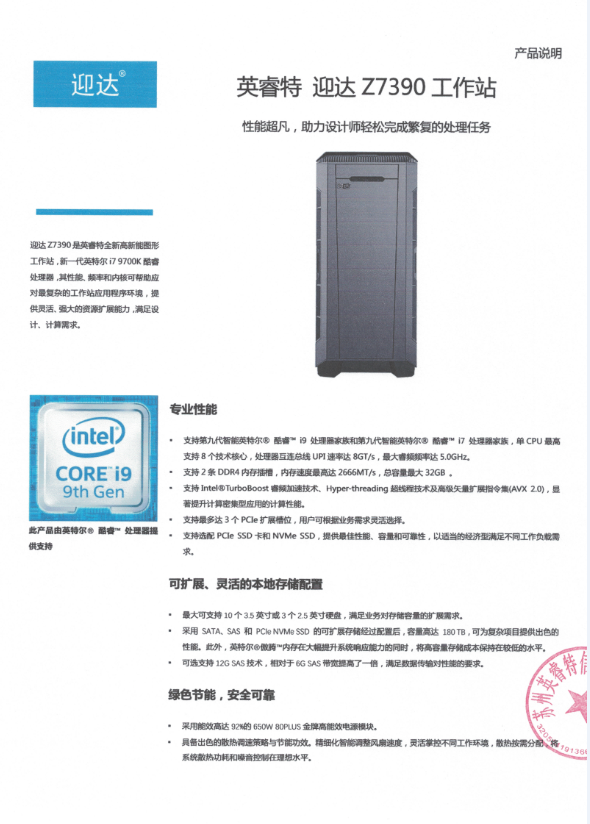 产品说明
迎达®
英睿特 迎达 Z7390 工作站
性能超凡，助力设计师轻松完成繁复的处理任务
迎达 Z7390 是英睿特全新高新能图形
工作站，新一代英特尔 i7 9700K 酷睿
处理器，其性能、频率和内核可帮助应
对最复杂的工作站应用程序环境，提
供灵活、强大的资源扩展能力，满足设
计、计算需求。
intel
CORE™ i9
9th Gen
此产品由英特尔® 酷睿™ 处理器提
供支持
专业性能
• 支持第九代智能英特尔® 酷睿™ i9 处理器家族和第九代智能英特尔® 酷睿™ i7 处理器家族，单 CPU 最高
支持 8 个技术核心，处理器互连总线 UPI 速率达 8GT/s，最大睿频频率达 5.0GHz。
• 支持 2 条 DDR4 内存插槽，内存速度最高达 2666MT/s，总容量最大 32GB 。
• 支持 Intel®TurboBoost 睿频加速技术、Hyper-threading 超线程技术及高级矢量扩展指令集(AVX 2.0)，显
著提升计算密集型应用的计算性能。
• 支持最多达 3 个 PCIe 扩展槽位，用户可根据业务需求灵活选择。
• 支持选配 PCIe SSD 卡和 NVMe SSD，提供最佳性能、容量和可靠性，以适当的经济型满足不同工作负载需
求。
可扩展、灵活的本地存储配置
• 最大可支持 10 个 3.5 英寸或 3 个 2.5 英寸硬盘，满足业对存储容量的扩展需求。
• 采用 SATA、SAS 和 PCIe NVMe SSD 的可扩展存储经过配置后，容量高达 180 TB，可为复杂项目提供出色的
性能。此外，英特尔®傲腾™内存在大幅提升系统响应能力的同时，将高容量存储成本保持在较低的水平。
• 可选支持 12G SAS 技术，相对于 6G SAS 带宽提高了一倍，满足数据传输对性能的要求。
绿色节能，安全可靠
• 采用能效高达 92%的 650W 80PLUS 金牌高能效电源模块。
• 具备出色的散热调速策略与节能功效。精细化智能调整风扇速度，灵活掌控不同工作环境，散热按需分配，将
系统散热功耗和噪音控制在理想水平。
苏州英睿特信